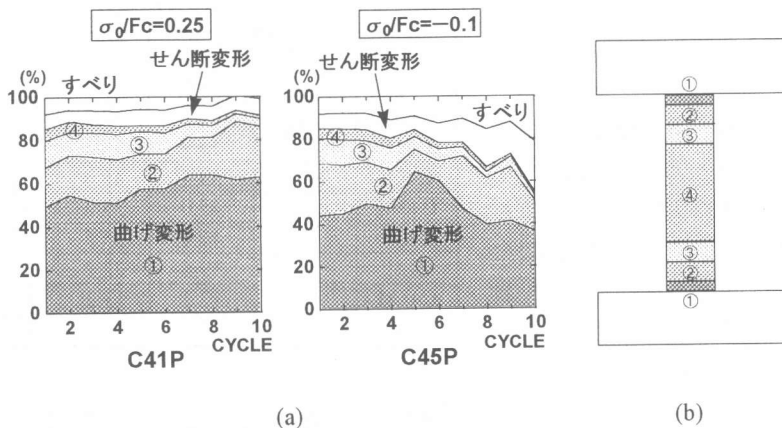 σ0/Fc=0.25
(%)
すべり
せん断変形
100
80
60
40
20
0
④
③
②
曲げ変形
①
2 4 6 8 10
CYCLE
C41P
σ0/Fc=−0.1
(%)
せん断変形
すべり
100
80
60
40
20
0
④
③
②
曲げ変形
①
2 4 6 8 10
CYCLE
C45P
(a)
①
②
③
④
③
②
①
(b)